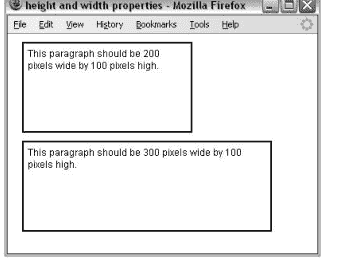 height and width properties - Mozilla Firefox
File Edit View History Bookmarks Tools Help
This paragraph should be 200
pixels wide by 100 pixels high.
This paragraph should be 300 pixels wide by 100
pixels high.